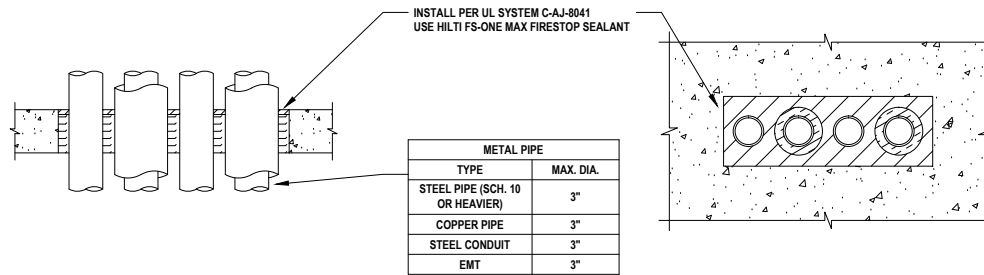 INSTALL PER UL SYSTEM C-AJ-8041
USE HILTI FS-ONE MAX FIRESTOP SEALANT
METAL PIPE
TYPE MAX. DIA.
STEEL PIPE (SCH. 10
OR HEAVIER) 3"
COPPER PIPE 3"
STEEL CONDUIT 3"
EMT 3"